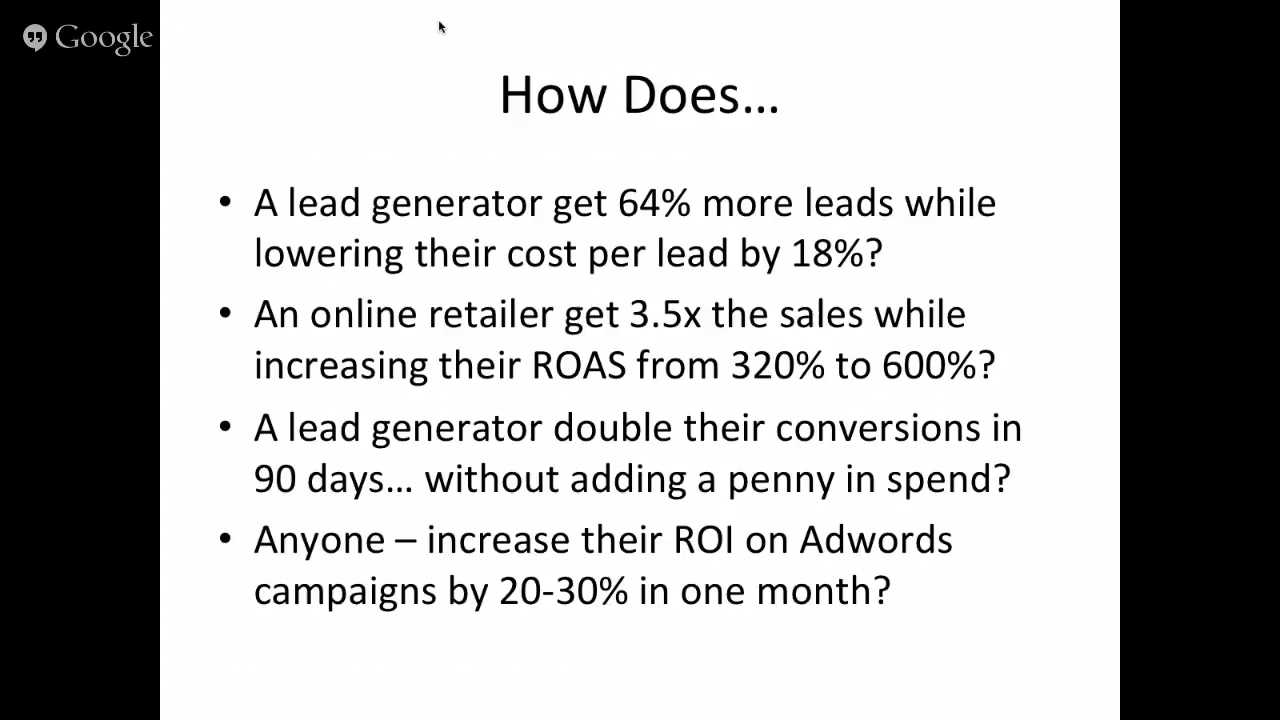 Google
How Does...
• A lead generator get 64% more leads while
lowering their cost per lead by 18%?
• An online retailer get 3.5x the sales while
increasing their ROAS from 320% to 600%?
• A lead generator double their conversions in
90 days... without adding a penny in spend?
• Anyone – increase their ROI on Adwords
campaigns by 20-30% in one month?